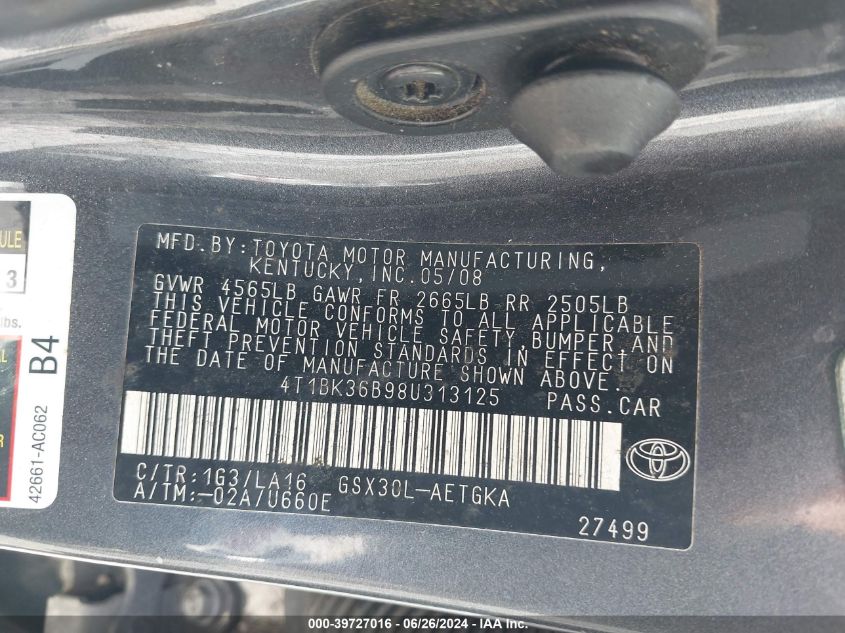 MFD. BY: TOYOTA MOTOR MANUFACTURING,
KENTUCKY, INC. 05/08
GVWR 4565LB GAWR FR 2665LB RR 2505LB
THIS VEHICLE CONFORMS TO ALL APPLICABLE
FEDERAL MOTOR VEHICLE SAFETY, BUMPER AND
THEFT PREVENTION STANDARDS IN EFFECT ON
THE DATE OF MANUFACTURE SHOWN ABOVE.
4T1BK36B98U313125 PASS.CAR
C/TR: 1G3/LA16 GSX30L-AETGKA
A/TM:-02A/U660E
27499
3
lbs.
B4
42661-AC062
000-39727016 | 06/26/2024 | IAA, Inc.